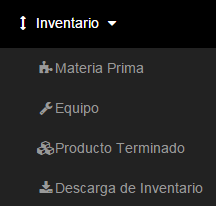 Inventario
Materia Prima
Equipo
Producto Terminado
Descarga de Inventario